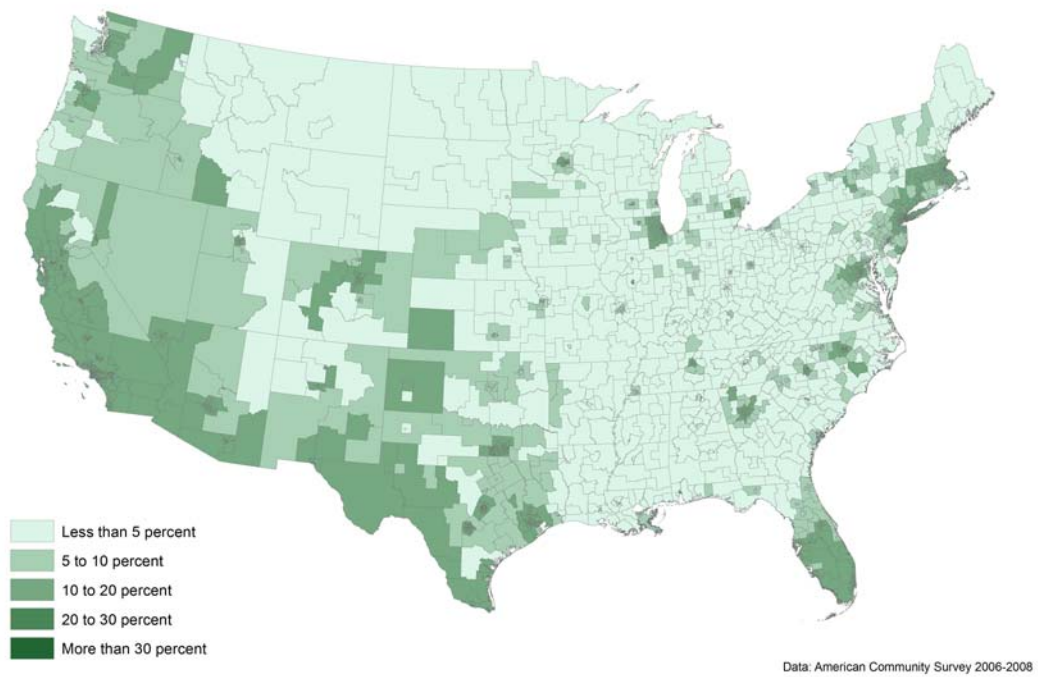 Less than 5 percent
5 to 10 percent
10 to 20 percent
20 to 30 percent
More than 30 percent
Data: American Community Survey 2006-2008